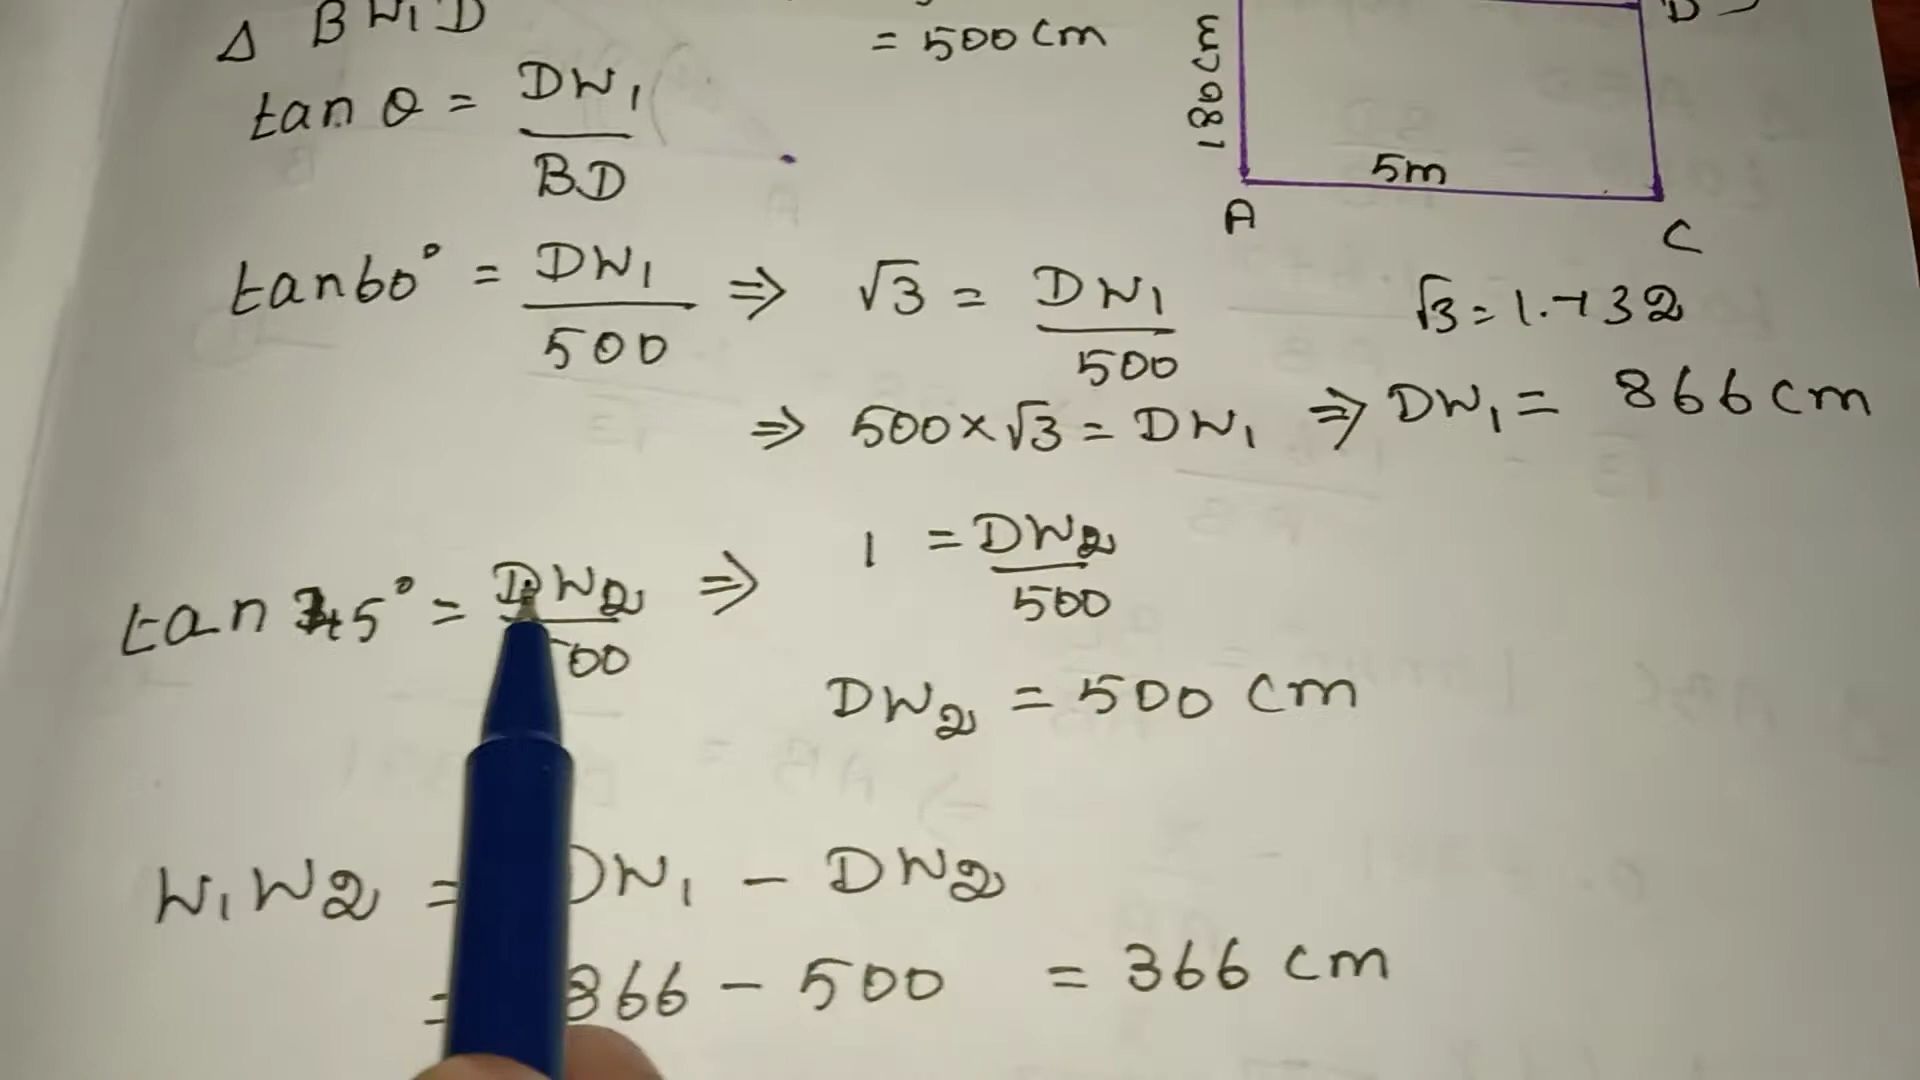 Δ BW₁D
= 500 cm
180cm
D
tan θ = DW₁ / BD
5m
A
C
tan60° = DW₁ / 500 ⇒ √3 = DW₁ / 500
√3 = 1.732
⇒ 500×√3 = DW₁ ⇒ DW₁ = 866 cm
tan 45° = DW₂ / 500 ⇒ 1 = DW₂ / 500
DW₂ = 500 cm
W₁W₂ = DW₁ - DW₂
= 866 - 500 = 366 cm